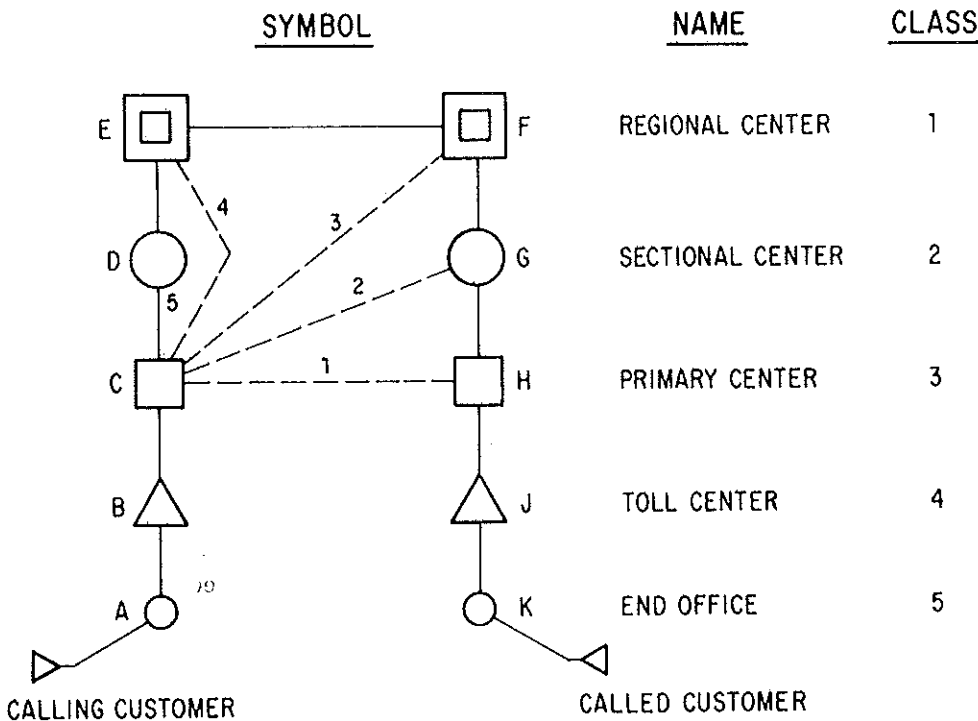 SYMBOL NAME CLASS
E F REGIONAL CENTER 1
4 3
D G SECTIONAL CENTER 2
5 2
1
C H PRIMARY CENTER 3
B J TOLL CENTER 4
A K END OFFICE 5
CALLING CUSTOMER CALLED CUSTOMER